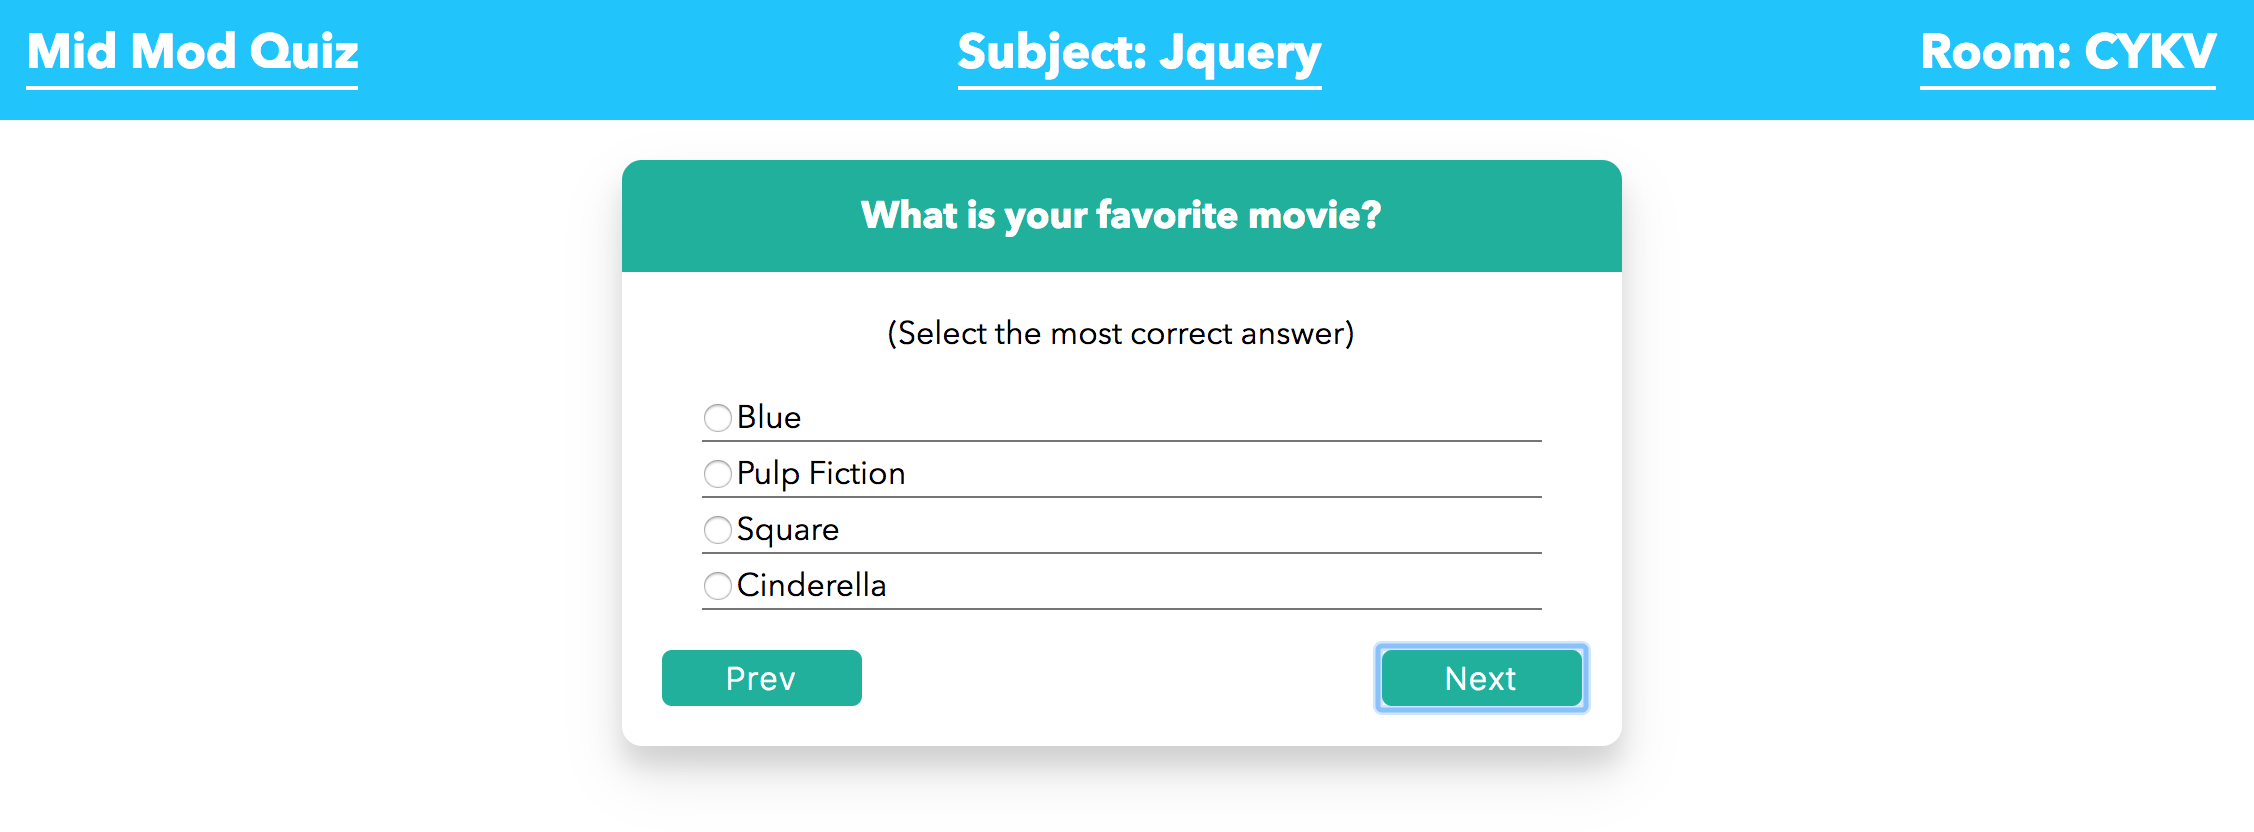 Mid Mod Quiz
Subject: Jquery
Room: CYKV
What is your favorite movie?
(Select the most correct answer)
Blue
Pulp Fiction
Square
Cinderella
Prev
Next